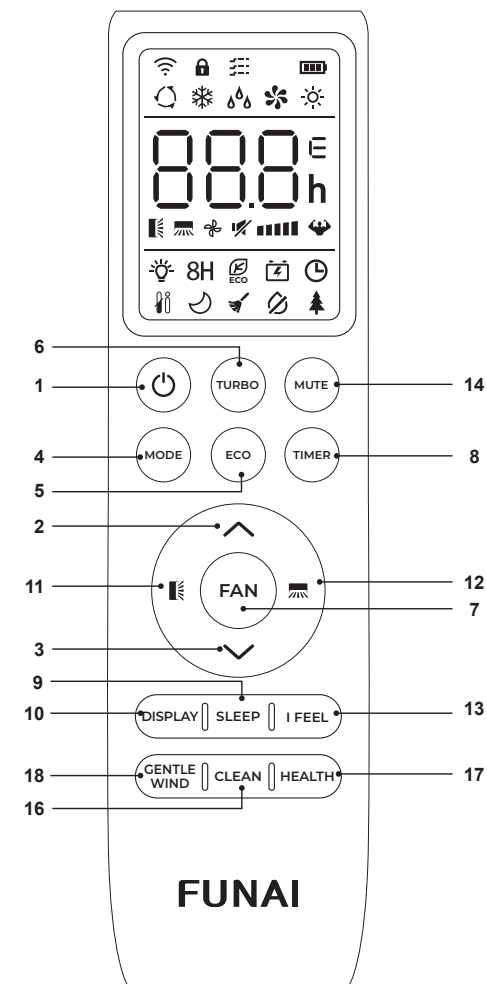 88.8 E
h
8H ECO
6
1 TURBO MUTE 14
4 MODE ECO TIMER 8
5
2
11 FAN 12
7
3
9
10 DISPLAY SLEEP I FEEL 13
18 GENTLE WIND CLEAN HEALTH 17
16
FUNAI